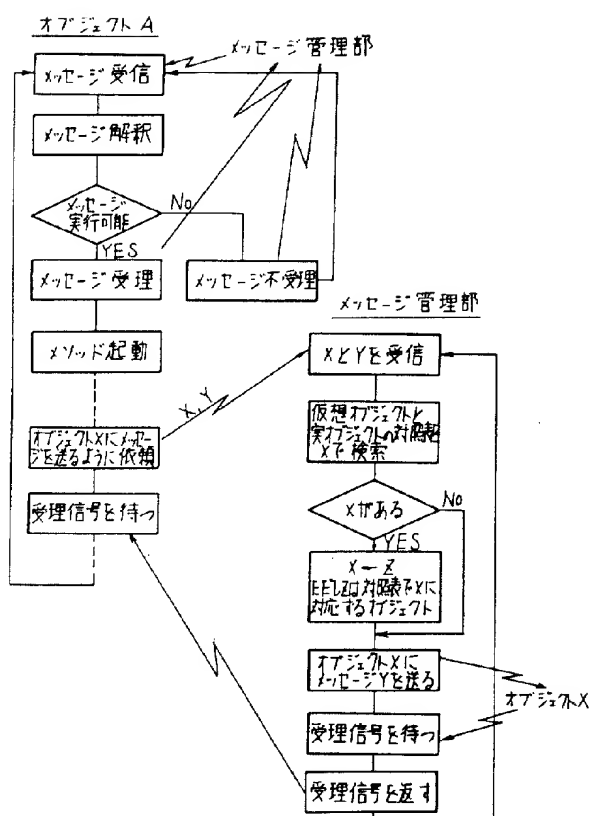 オブジェクトA
メッセージ管理部
メッセージ受信
メッセージ解釈
メッセージ
実行可能
No
YES
メッセージ受理
メッセージ不受理
メソッド起動
オブジェクトXにメッセー
ジを送るように依頼
受理信号を待つ
X,Y
メッセージ管理部
XとYを受信
仮想オブジェクトと
実オブジェクトの対照表を
Xで検索
Xがある
No
YES
X←Z
但しZは対照表でXに
対応するオブジェクト
オブジェクトXに
メッセージYを送る
オブジェクトX
受理信号を待つ
受理信号を返す